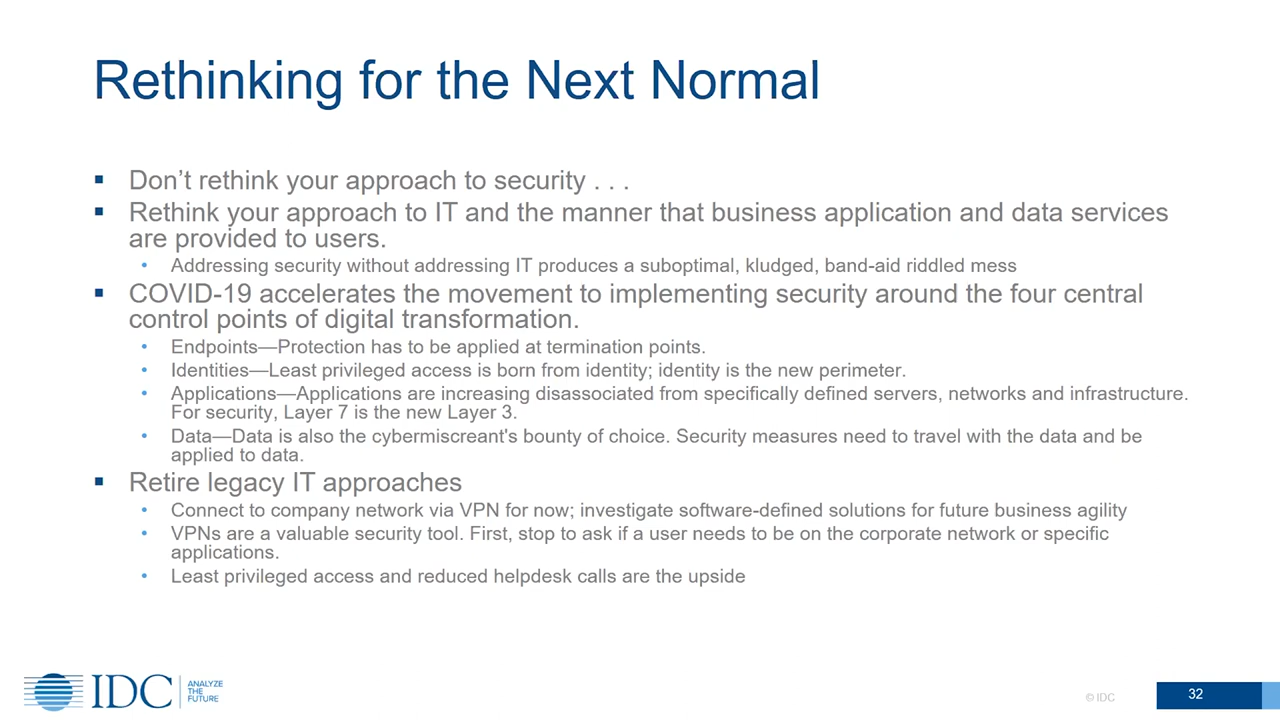 Rethinking for the Next Normal
▪ Don’t rethink your approach to security . . .
▪ Rethink your approach to IT and the manner that business application and data services
are provided to users.
• Addressing security without addressing IT produces a suboptimal, kludged, band-aid riddled mess
▪ COVID-19 accelerates the movement to implementing security around the four central
control points of digital transformation.
• Endpoints—Protection has to be applied at termination points.
• Identities—Least privileged access is born from identity; identity is the new perimeter.
• Applications—Applications are increasing disassociated from specifically defined servers, networks and infrastructure.
For security, Layer 7 is the new Layer 3.
• Data—Data is also the cybermiscreant's bounty of choice. Security measures need to travel with the data and be
applied to data.
▪ Retire legacy IT approaches
• Connect to company network via VPN for now; investigate software-defined solutions for future business agility
• VPNs are a valuable security tool. First, stop to ask if a user needs to be on the corporate network or specific
applications.
• Least privileged access and reduced helpdesk calls are the upside
IDC
ANALYZE
THE
FUTURE
© IDC
32